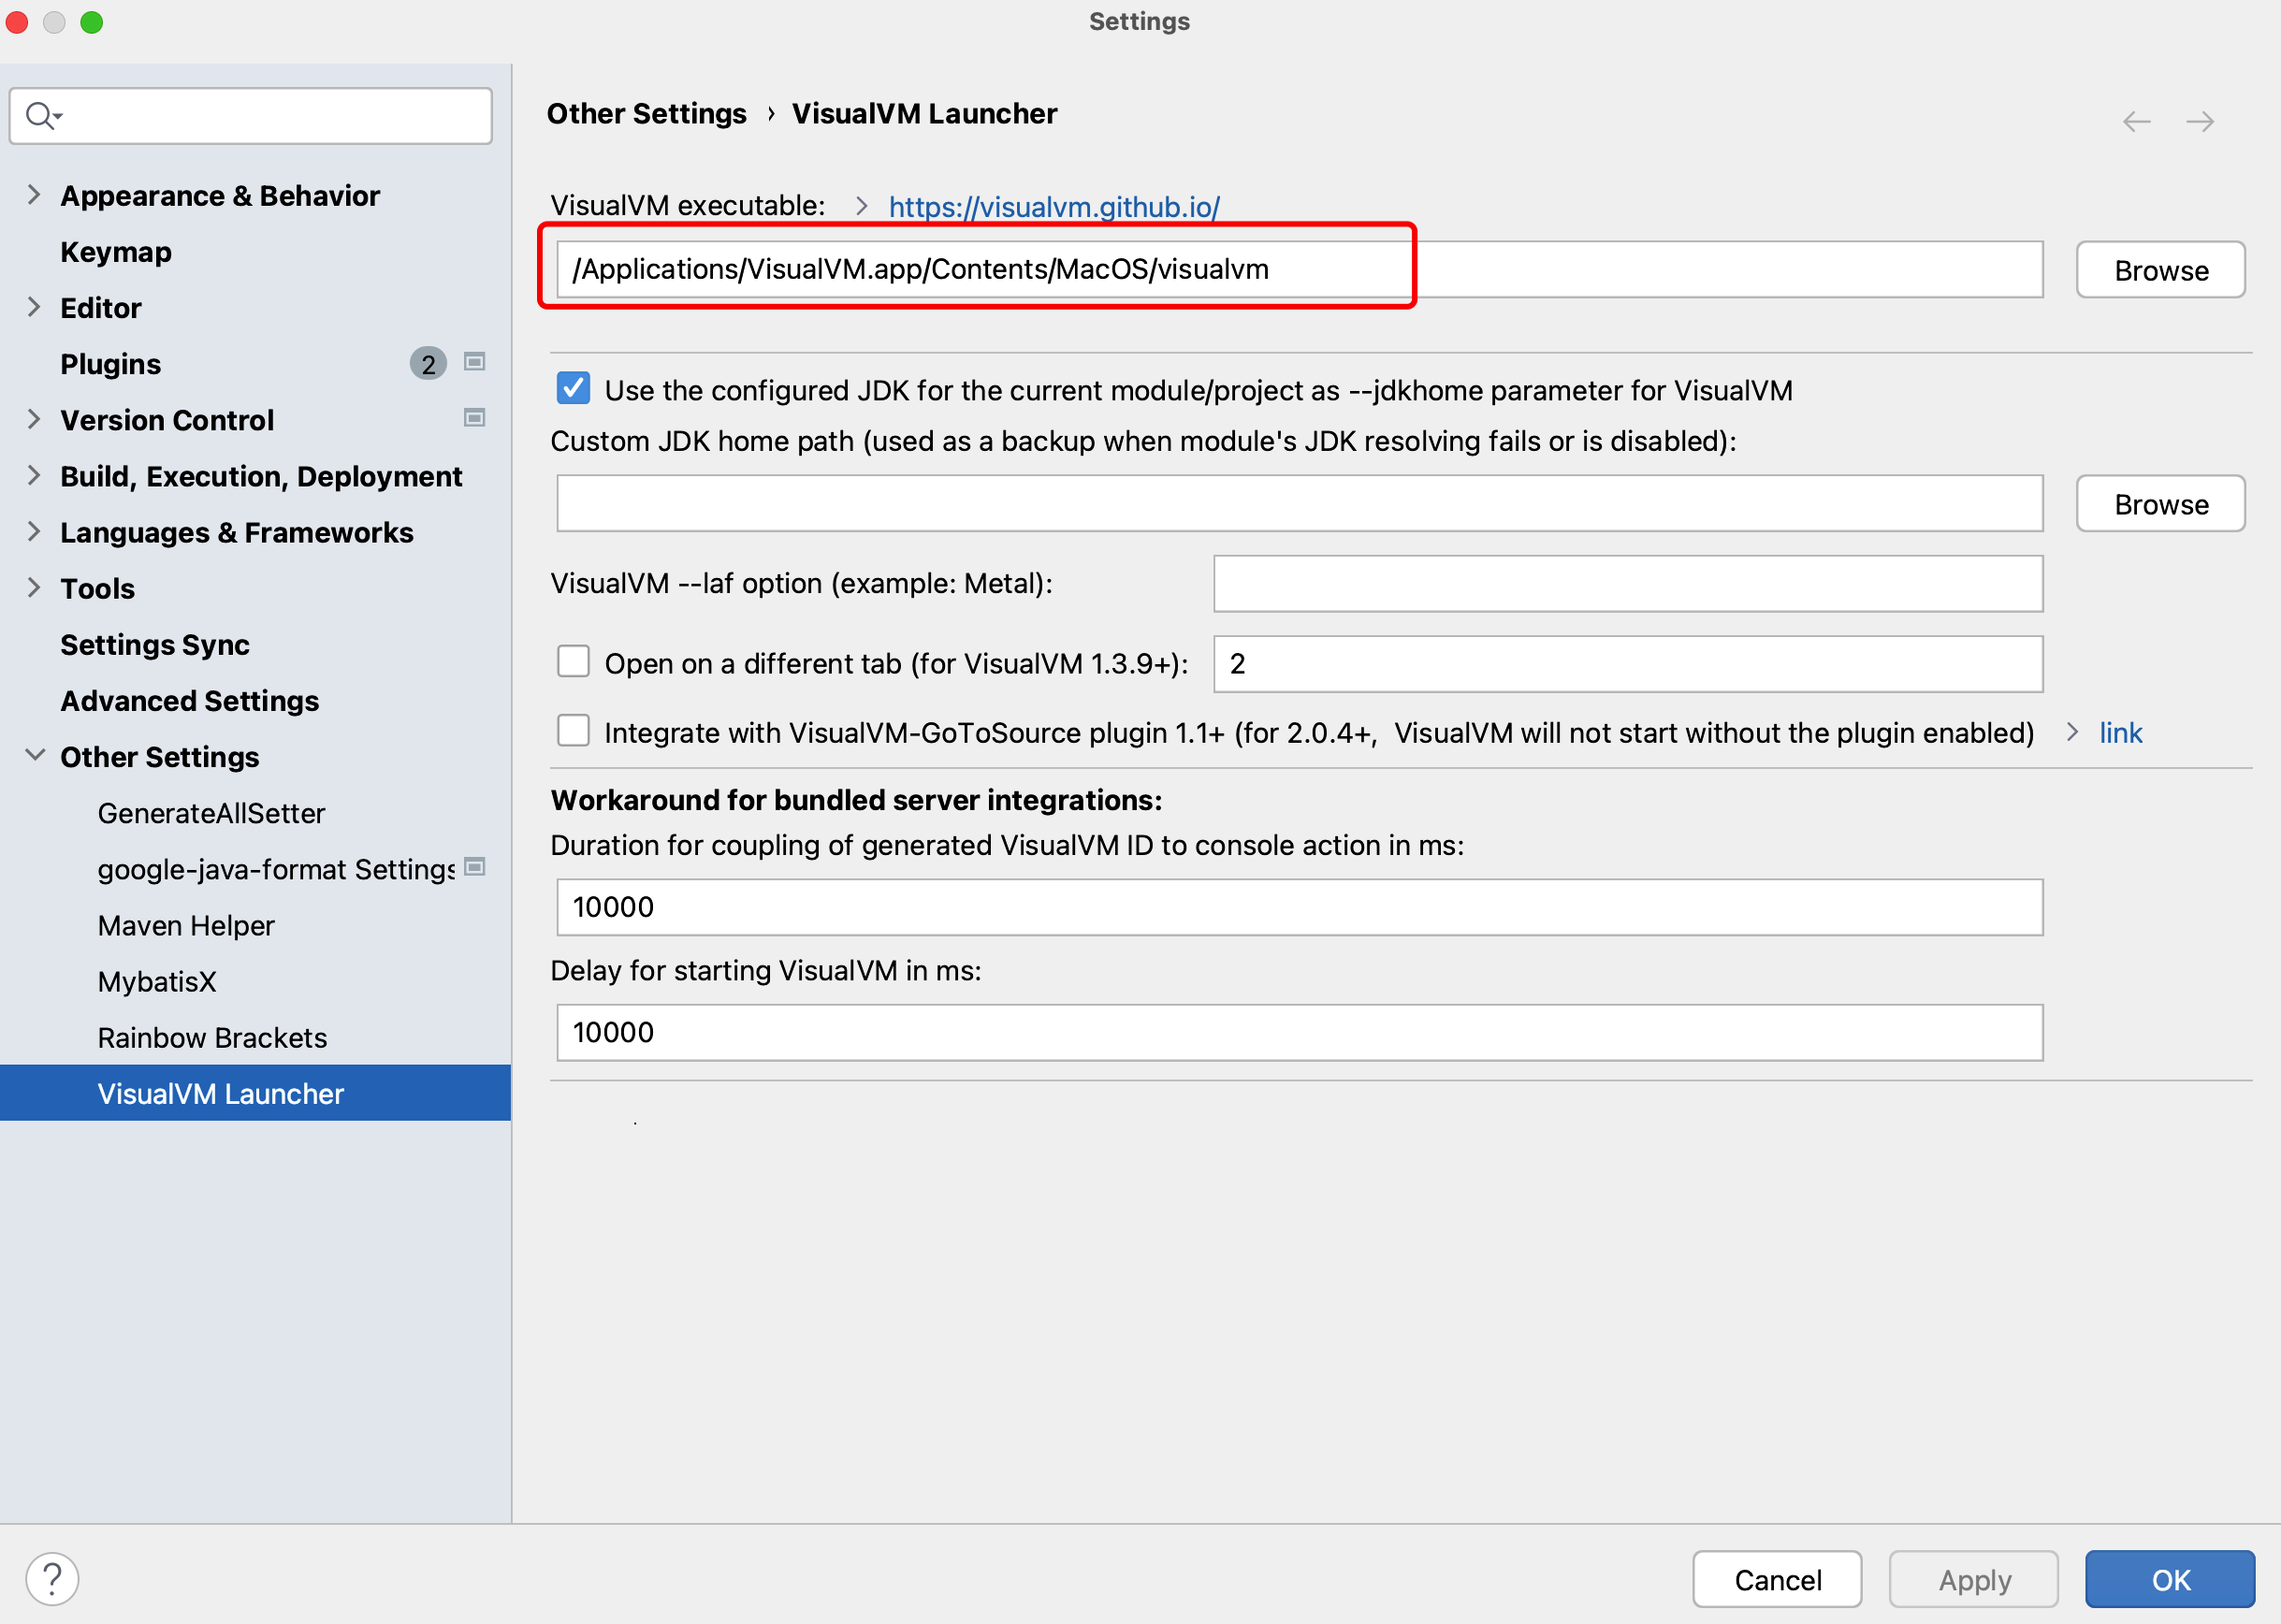 Settings
Appearance & Behavior
Keymap
Editor
Plugins 2
Version Control
Build, Execution, Deployment
Languages & Frameworks
Tools
Settings Sync
Advanced Settings
Other Settings
GenerateAllSetter
google-java-format Settings
Maven Helper
MybatisX
Rainbow Brackets
VisualVM Launcher
Other Settings › VisualVM Launcher
VisualVM executable: > https://visualvm.github.io/
/Applications/VisualVM.app/Contents/MacOS/visualvm Browse
Use the configured JDK for the current module/project as --jdkhome parameter for VisualVM
Custom JDK home path (used as a backup when module's JDK resolving fails or is disabled):
Browse
VisualVM --laf option (example: Metal):
Open on a different tab (for VisualVM 1.3.9+): 2
Integrate with VisualVM-GoToSource plugin 1.1+ (for 2.0.4+, VisualVM will not start without the plugin enabled) > link
Workaround for bundled server integrations:
Duration for coupling of generated VisualVM ID to console action in ms:
10000
Delay for starting VisualVM in ms:
10000
? Cancel Apply OK